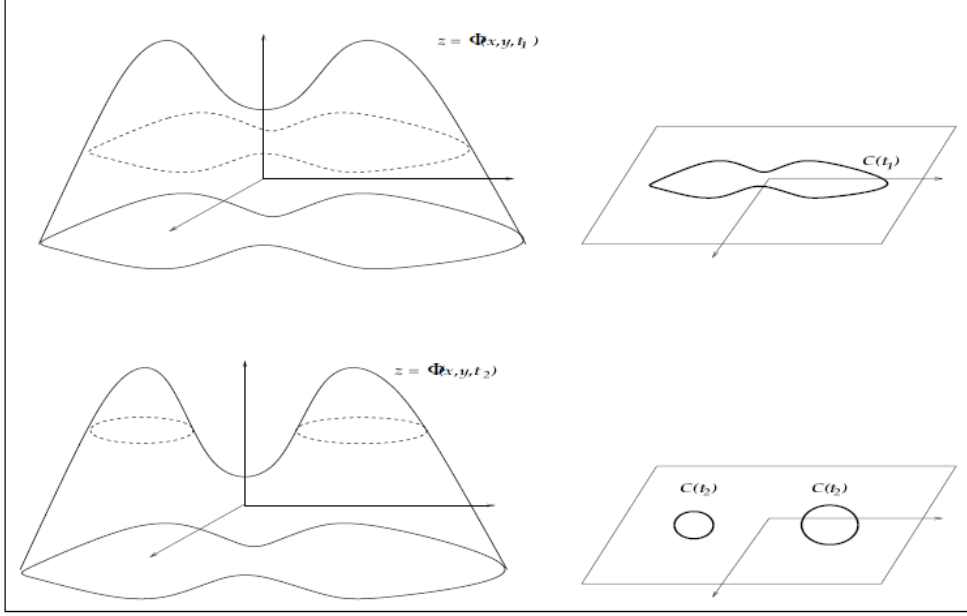 z = Φ(x,y,t₁)
C(t₁)
z = Φ(x,y,t₂)
C(t₂)
C(t₂)